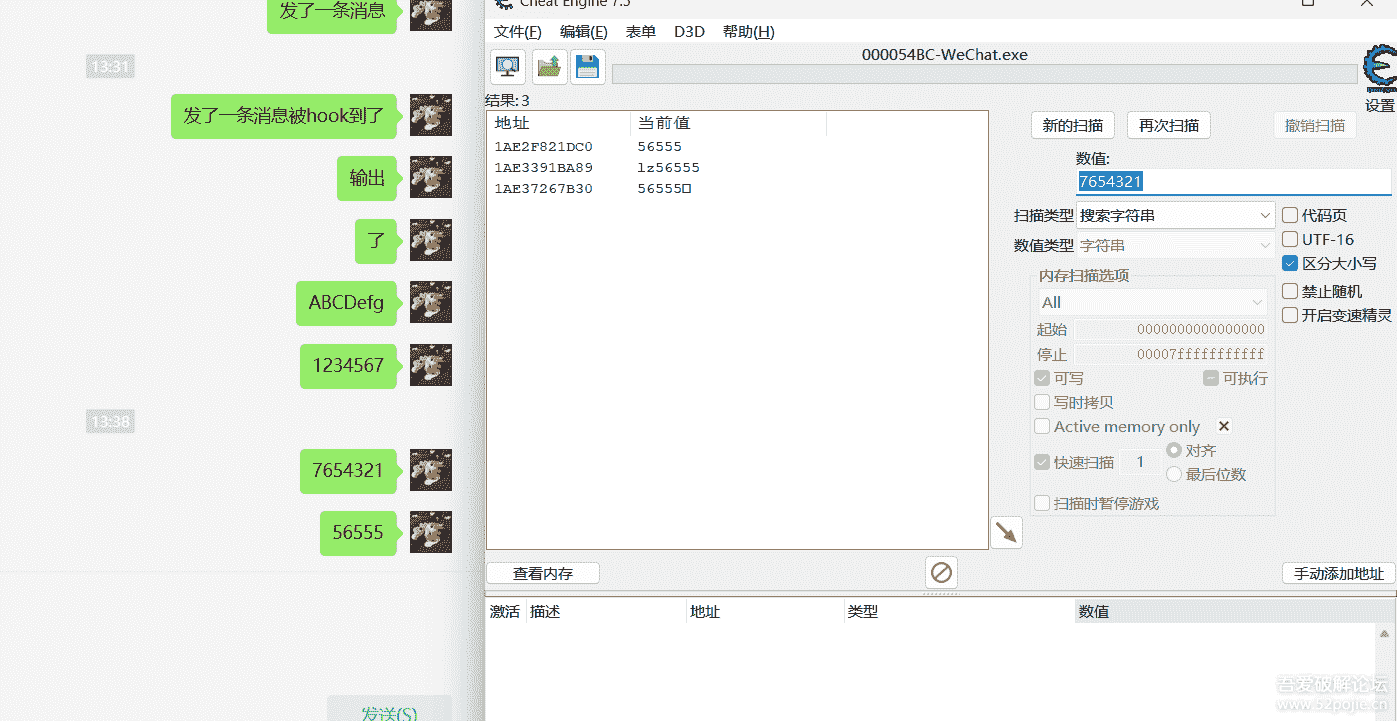 发了一条消息
13:31
发了一条消息被hook到了
输出
了
ABCDefg
1234567
13:38
7654321
56555
发送(S)
Cheat Engine 7.5
文件(F) 编辑(E) 表单 D3D 帮助(H)
000054BC-WeChat.exe
设置
结果:3
地址 当前值
1AE2F821DC0 56555
1AE3391BA89 lz56555
1AE37267B30 56555□
新的扫描 再次扫描 撤销扫描
数值:
7654321
扫描类型 搜索字符串
数值类型 字符串
代码页
UTF-16
区分大小写
禁止随机
开启变速精灵
内存扫描选项
All
起始 0000000000000000
停止 00007fffffffffff
可写 可执行
写时拷贝
Active memory only
快速扫描 1 对齐
最后位数
扫描时暂停游戏
查看内存 手动添加地址
激活 描述 地址 类型 数值
吾爱破解论坛
www.52pojie.cn